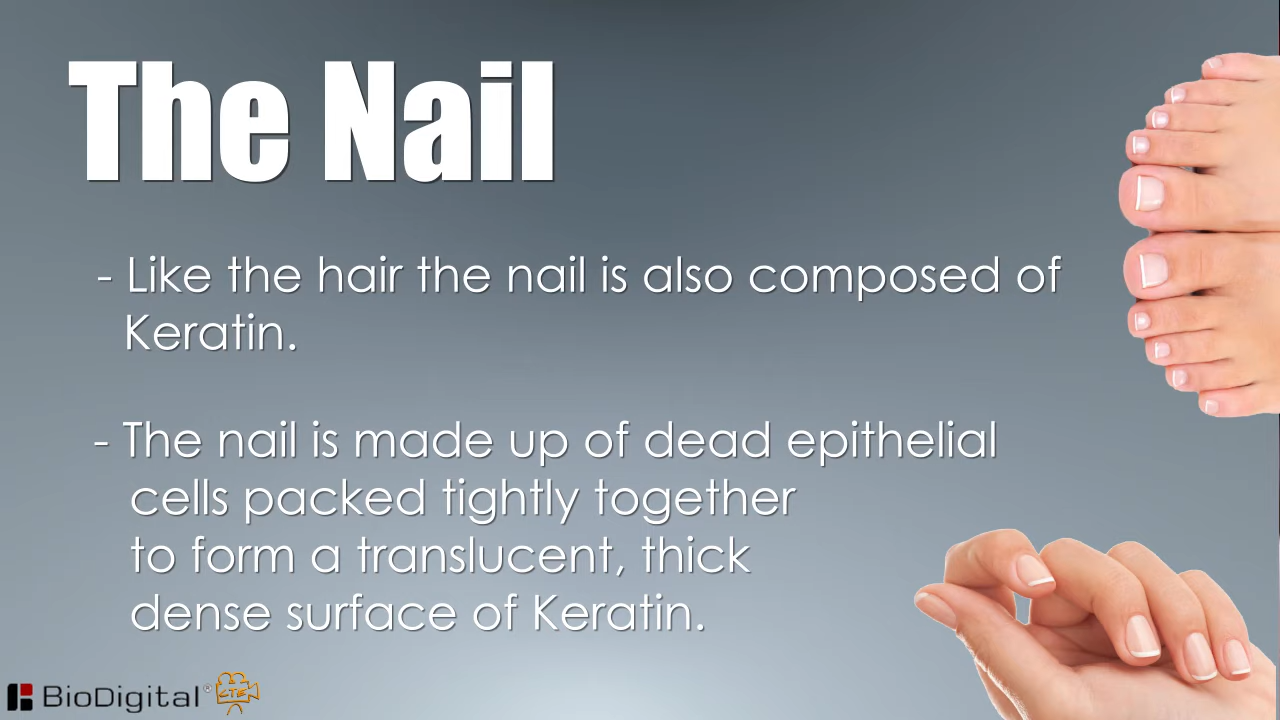 The Nail
- Like the hair the nail is also composed of
Keratin.
- The nail is made up of dead epithelial
cells packed tightly together
to form a translucent, thick
dense surface of Keratin.
BioDigital® CTE